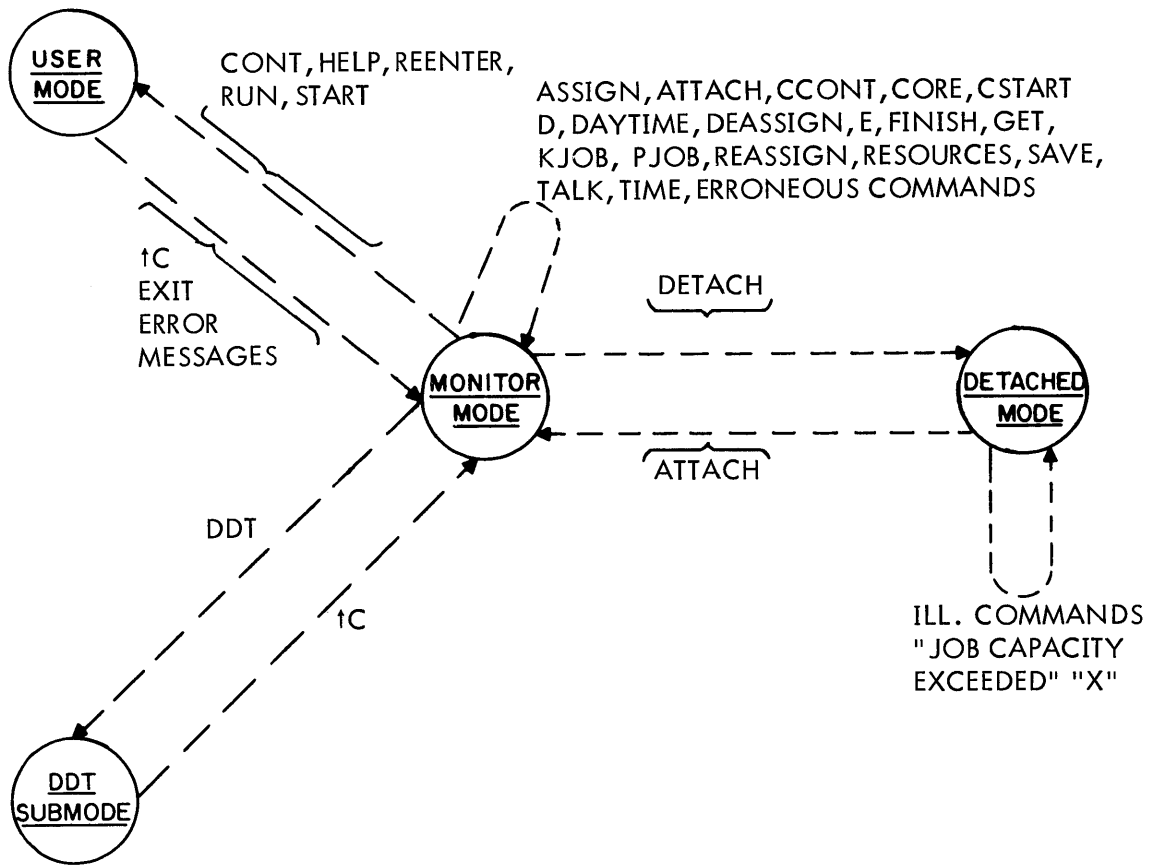 USER
MODE
CONT, HELP, REENTER,
RUN, START
ASSIGN, ATTACH, CCONT, CORE, CSTART
D, DAYTIME, DEASSIGN, E, FINISH, GET,
KJOB, PJOB, REASSIGN, RESOURCES, SAVE,
TALK, TIME, ERRONEOUS COMMANDS
↑C
EXIT
ERROR
MESSAGES
DETACH
MONITOR
MODE
DETACHED
MODE
ATTACH
DDT
↑C
ILL. COMMANDS
"JOB CAPACITY
EXCEEDED" "X"
DDT
SUBMODE